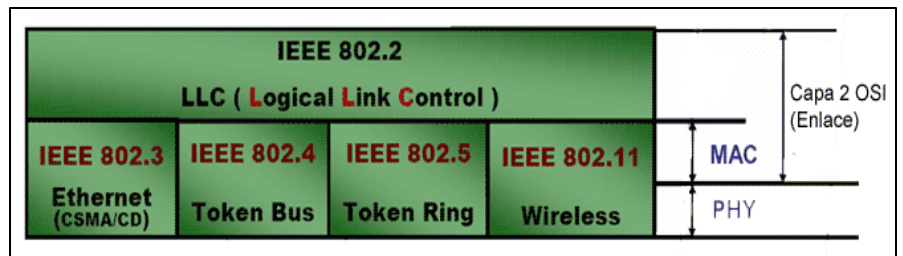 IEEE 802.2
LLC ( Logical Link Control )
Capa 2 OSI
(Enlace)
IEEE 802.3
Ethernet
(CSMA/CD)
IEEE 802.4
Token Bus
IEEE 802.5
Token Ring
IEEE 802.11
Wireless
MAC
PHY